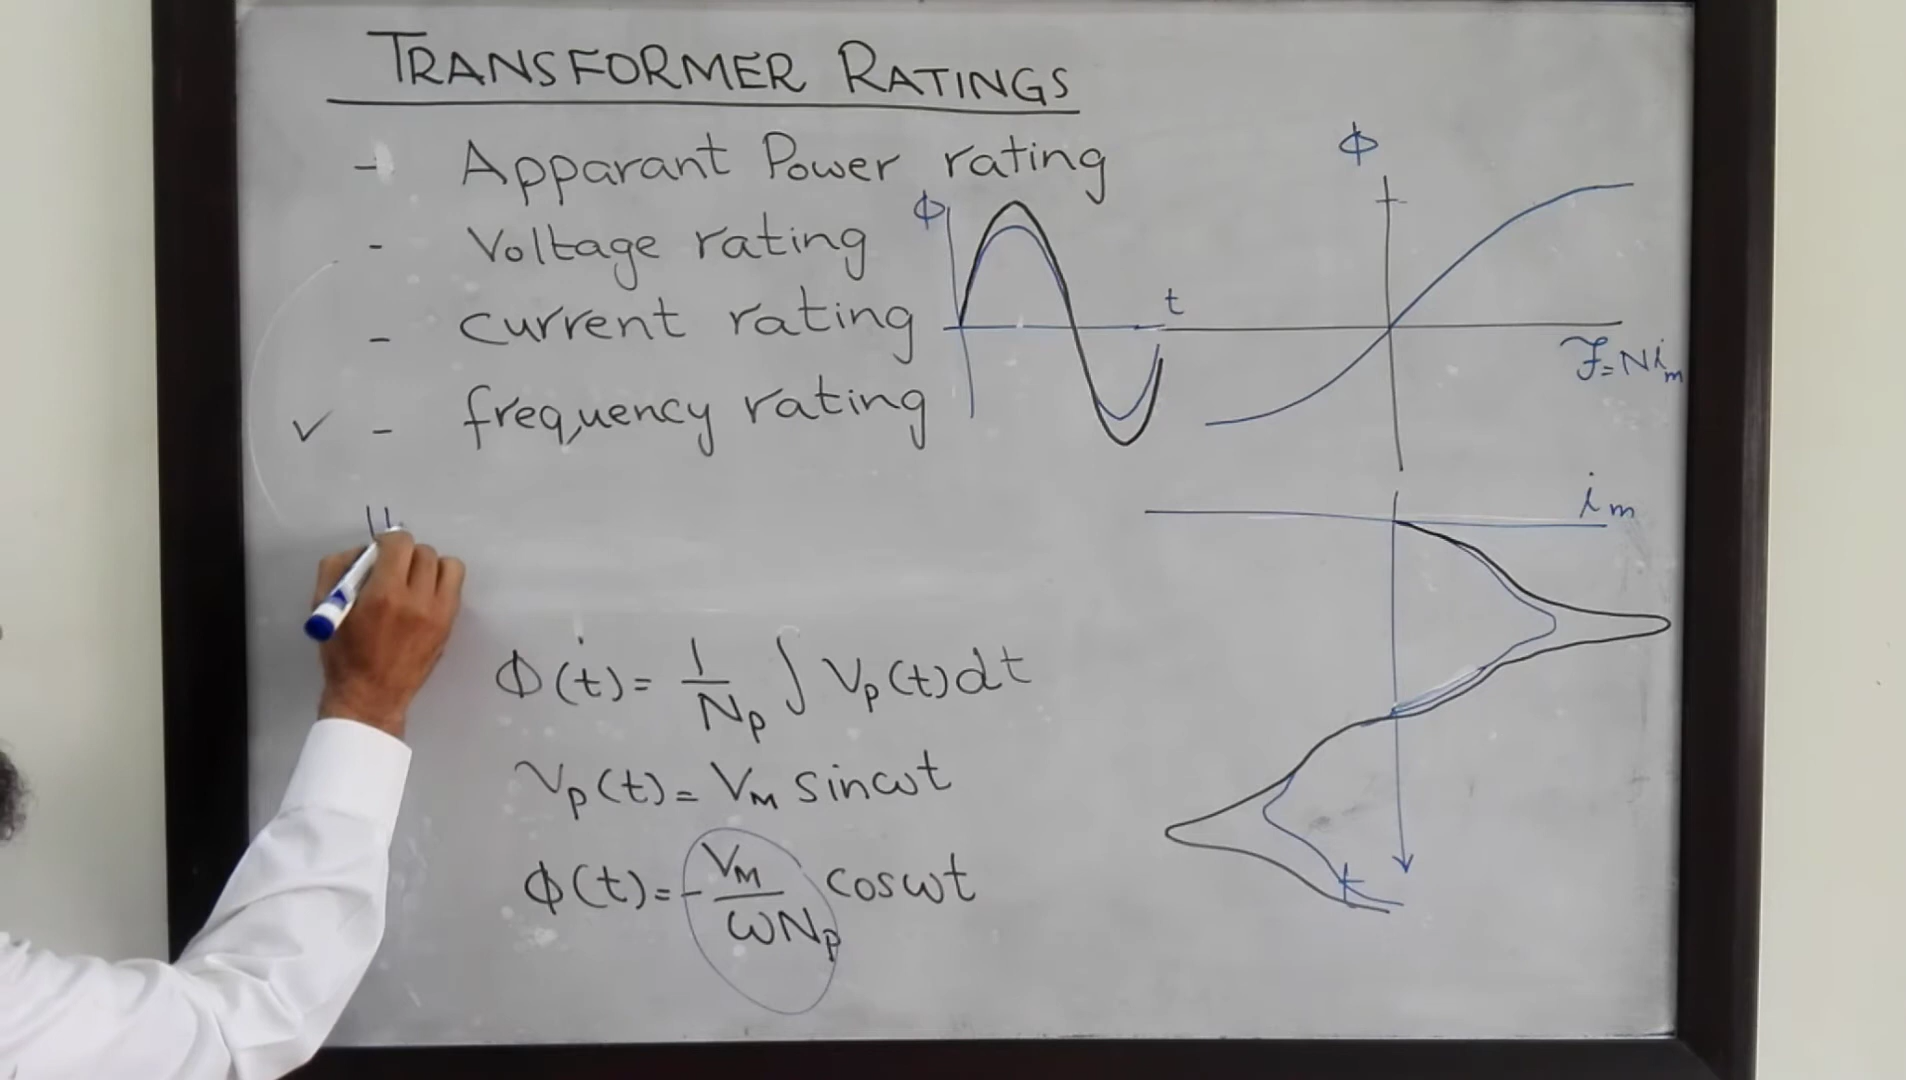 TRANSFORMER RATINGS
- Apparant Power rating
- Voltage rating
- current rating
✓ - frequency rating
Φ
t
Φ
F=Nim
im
t
Φ(t)= 1/Np ∫ Vp(t)dt
Vp(t)= VM sinωt
Φ(t)= -VM/ωNp cosωt